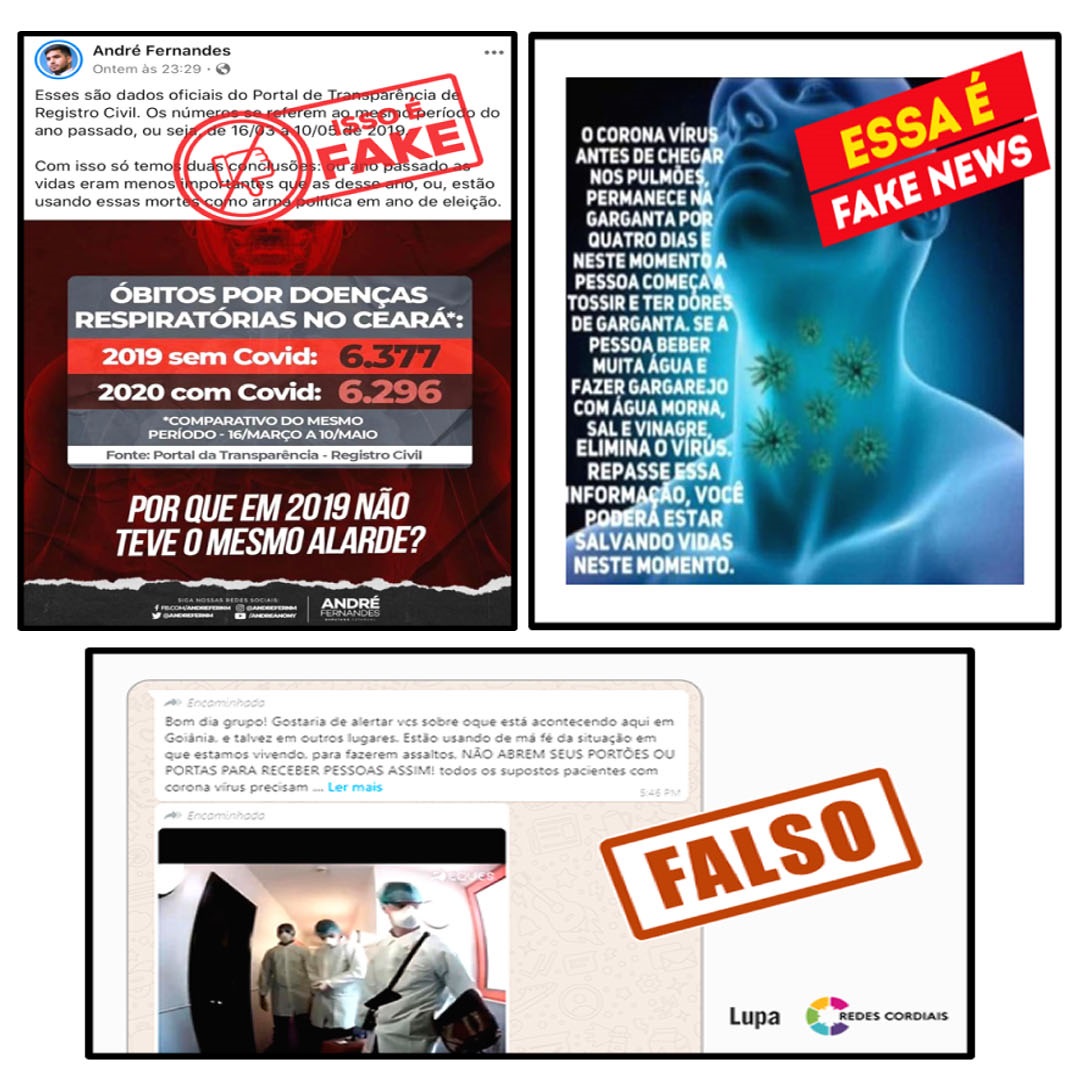 André Fernandes
Ontem às 23:29 ·
Esses são dados oficiais do Portal de Transparência de
Registro Civil. Os números se referem ao mesmo período do
ano passado, ou seja, de 16/03 a 10/05 de 2019.
Com isso só temos duas conclusões: ou ano passado as
vidas eram menos importantes que as desse ano, ou, estão
usando essas mortes como arma política em ano de eleição.
ISSO É
FAKE
ÓBITOS POR DOENÇAS
RESPIRATÓRIAS NO CEARÁ*:
2019 sem Covid: 6.377
2020 com Covid: 6.296
*COMPARATIVO DO MESMO
PERÍODO - 16/MARÇO A 10/MAIO
Fonte: Portal da Transparência - Registro Civil
POR QUE EM 2019 NÃO
TEVE O MESMO ALARDE?
SIGA NOSSAS REDES SOCIAIS:
FB.COM/ANDREFERNM @ANDREFERNM
@ANDREFERNM /ANDREANOMY
ANDRÉ
FERNANDES
O CORONA VÍRUS
ANTES DE CHEGAR
NOS PULMÕES,
PERMANECE NA
GARGANTA POR
QUATRO DIAS E
NESTE MOMENTO A
PESSOA COMEÇA A
TOSSIR E TER DORES
DE GARGANTA. SE A
PESSOA BEBER
MUITA ÁGUA E
FAZER GARGAREJO
COM ÁGUA MORNA,
SAL E VINAGRE,
ELIMINA O VÍRUS.
REPASSE ESSA
INFORMAÇÃO, VOCÊ
PODERÁ ESTAR
SALVANDO VIDAS
NESTE MOMENTO.
ESSA É
FAKE NEWS
Encaminhada
Bom dia grupo! Gostaria de alertar vcs sobre oque está acontecendo aqui em
Goiânia, e talvez em outros lugares. Estão usando de má fé da situação em
que estamos vivendo, para fazerem assaltos, NÃO ABREM SEUS PORTÕES OU
PORTAS PARA RECEBER PESSOAS ASSIM! todos os supostos pacientes com
corona vírus precisam .... Ler mais
5:46 PM
Encaminhada
EQUES
FALSO
Lupa
REDES CORDIAIS